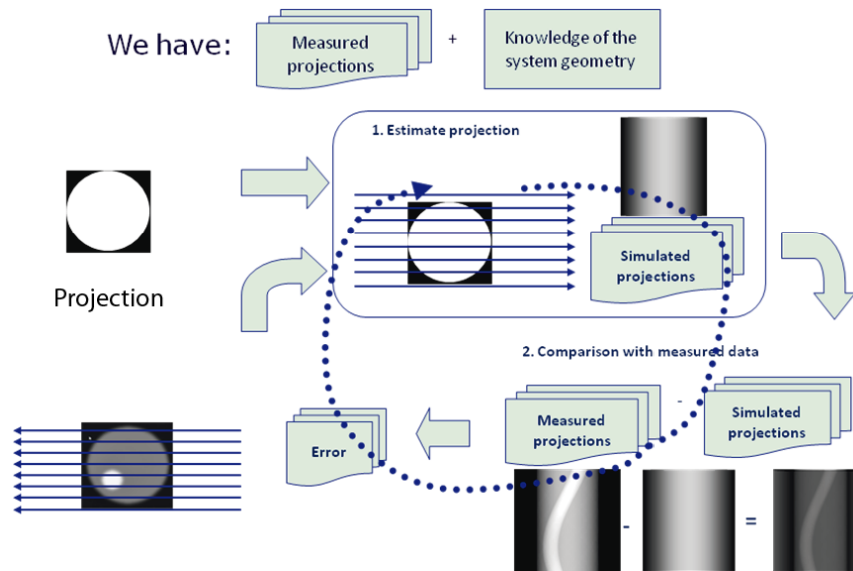 We have:
Measured
projections
+
Knowledge of the
system geometry
1. Estimate projection
Simulated
projections
Projection
2. Comparison with measured data
Measured
projections
-
Simulated
projections
Error
-
=